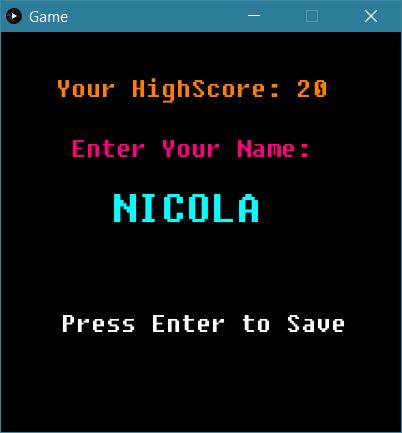 Game
Your HighScore: 20
Enter Your Name:
NICOLA
Press Enter to Save